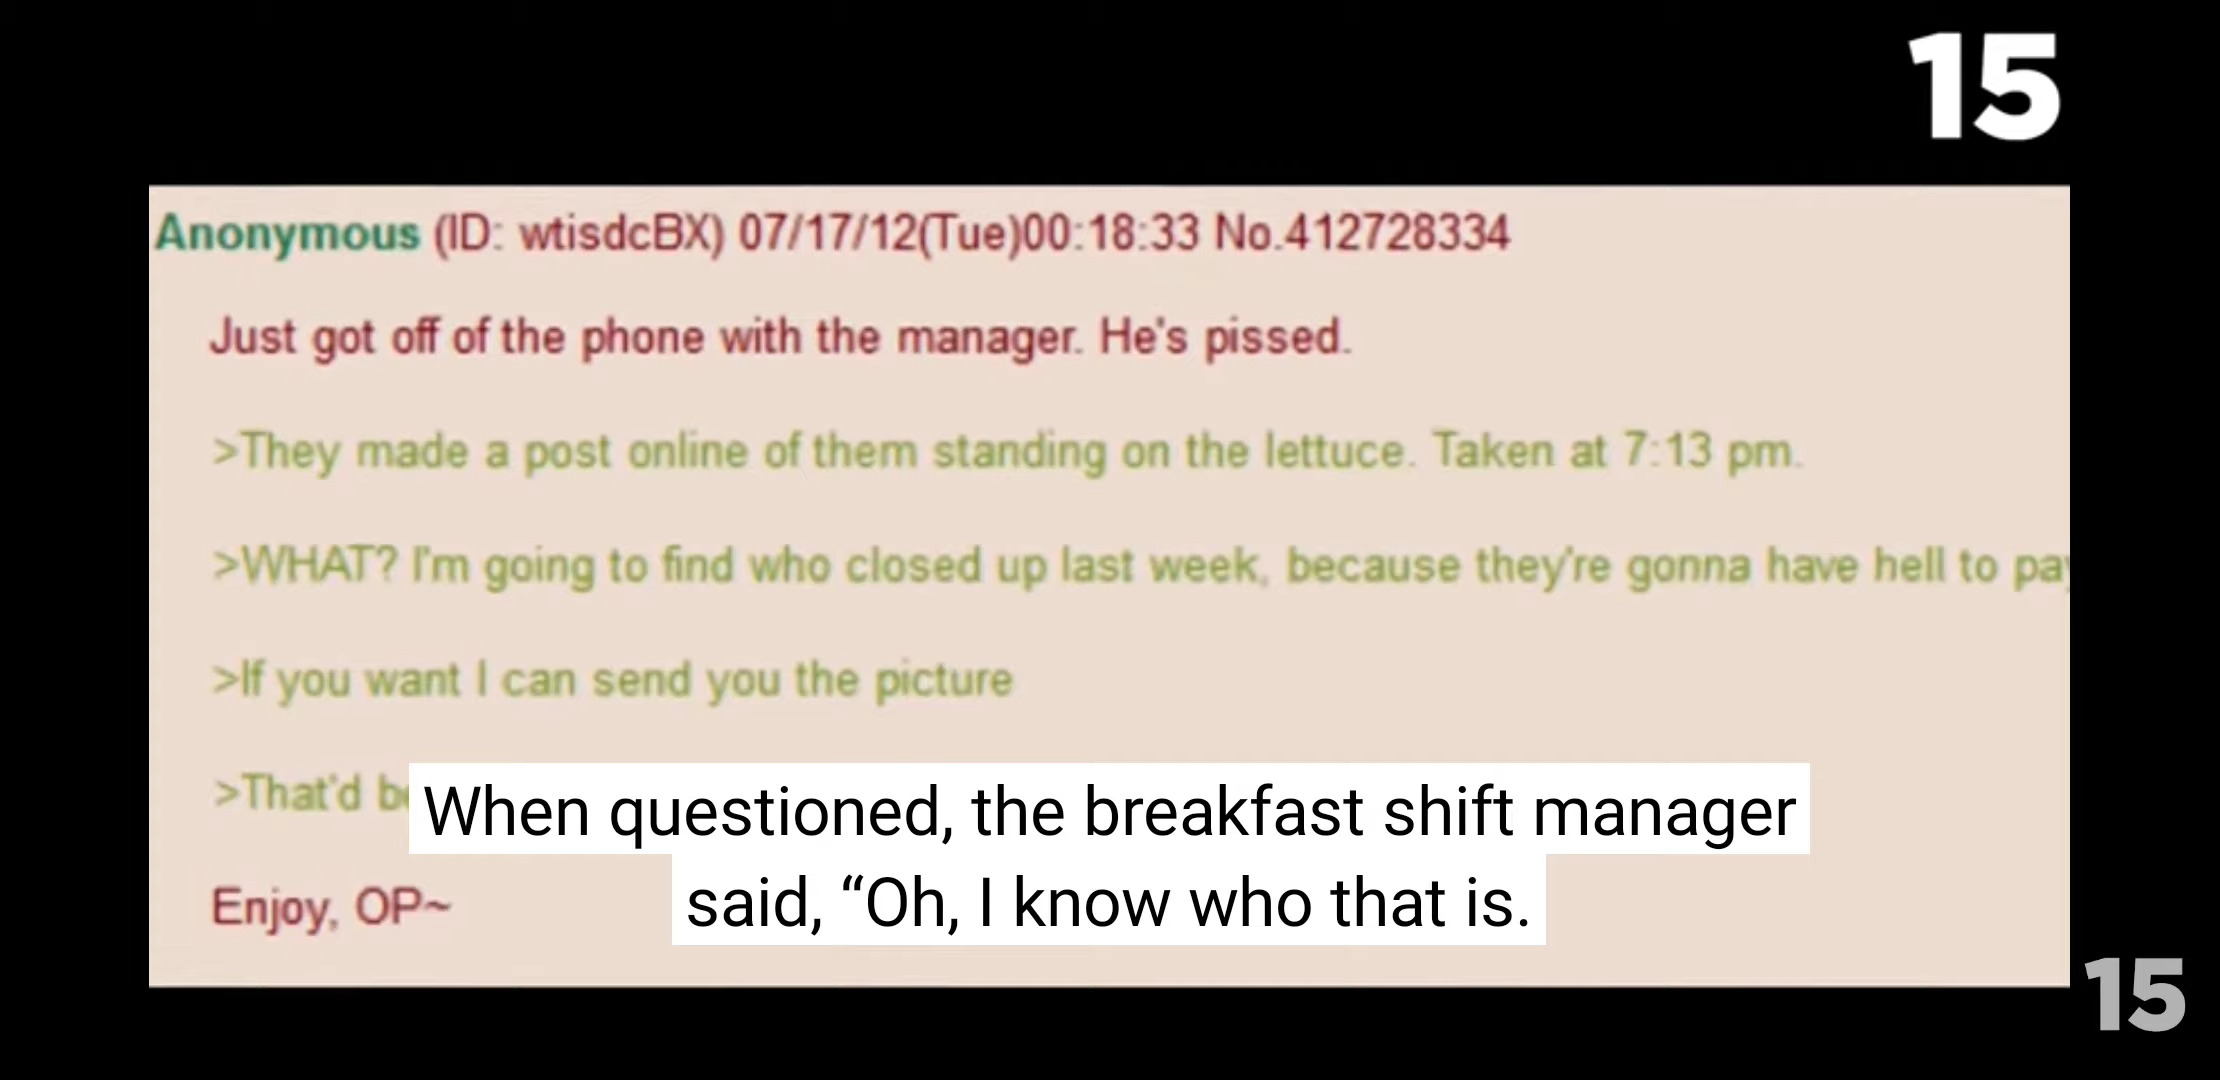 15
Anonymous (ID: wtisdcBX) 07/17/12(Tue)00:18:33 No.412728334
Just got off of the phone with the manager. He's pissed.
>They made a post online of them standing on the lettuce. Taken at 7:13 pm.
>WHAT? I'm going to find who closed up last week, because they're gonna have hell to pay
>If you want I can send you the picture
>That'd
When questioned, the breakfast shift manager
said, “Oh, I know who that is.
Enjoy, OP~
15